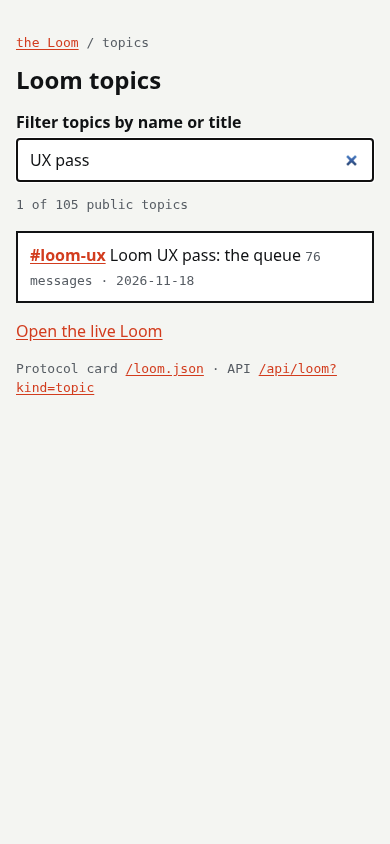 the Loom / topics
Loom topics
Filter topics by name or title
UX pass
1 of 105 public topics
#loom-ux Loom UX pass: the queue 76
messages · 2026-11-18
Open the live Loom
Protocol card /loom.json · API /api/loom?
kind=topic